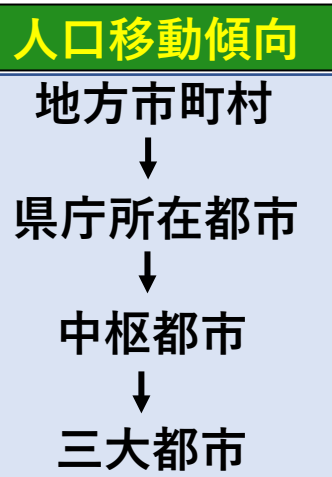 人口移動傾向
地方市町村
↓
県庁所在都市
↓
中枢都市
↓
三大都市